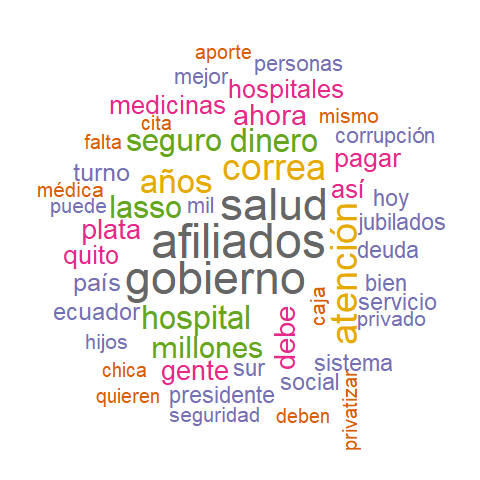 aporte
mejor personas
medicinas hospitales
cita ahora mismo
falta seguro dinero corrupción
turno años correa pagar
médica así
puede lasso mil salud hoy
plata afiliados atención jubilados
quito gobierno deuda
país caja bien
ecuador hospital debe servicio
hijos millones privado
chica gente sur sistema
quieren presidente social
seguridad deben privatizar